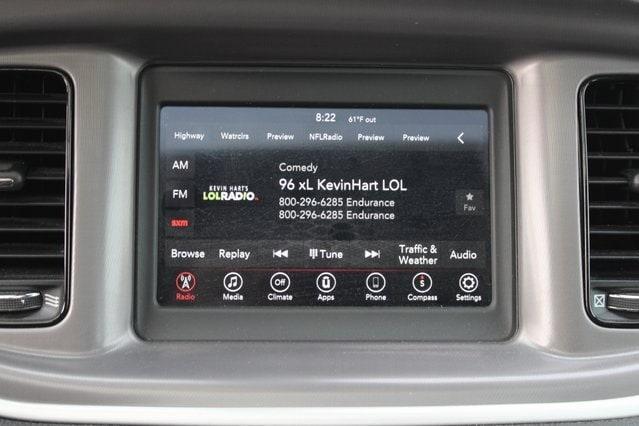 8:22 61°F out
Highway Watrclrs Preview NFLRadio Preview Preview
AM
FM
sxm
KEVIN HART'S
LOLRADIO
Comedy
96 xL KevinHart LOL
800-296-6285 Endurance
800-296-6285 Endurance
Fav
Browse Replay Tune Traffic & Weather Audio
Off S
Radio Media Climate Apps Phone Compass Settings